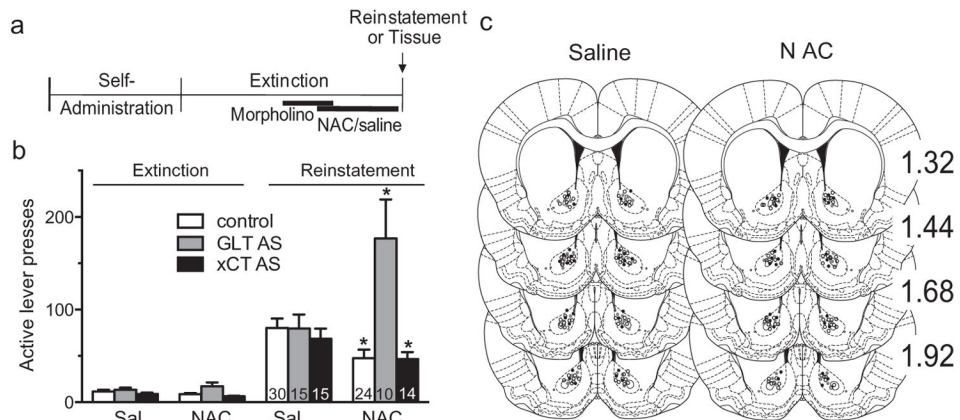 a
Reinstatement
or Tissue
Self-
Administration
Extinction
Morpholino
NAC/saline
b
Extinction
Reinstatement
Active lever presses
200
100
0
control
GLT AS
xCT AS
*
*
*
30 15 15 24 10 14
Sal NAC Sal NAC
c
Saline
N AC
1.32
1.44
1.68
1.92